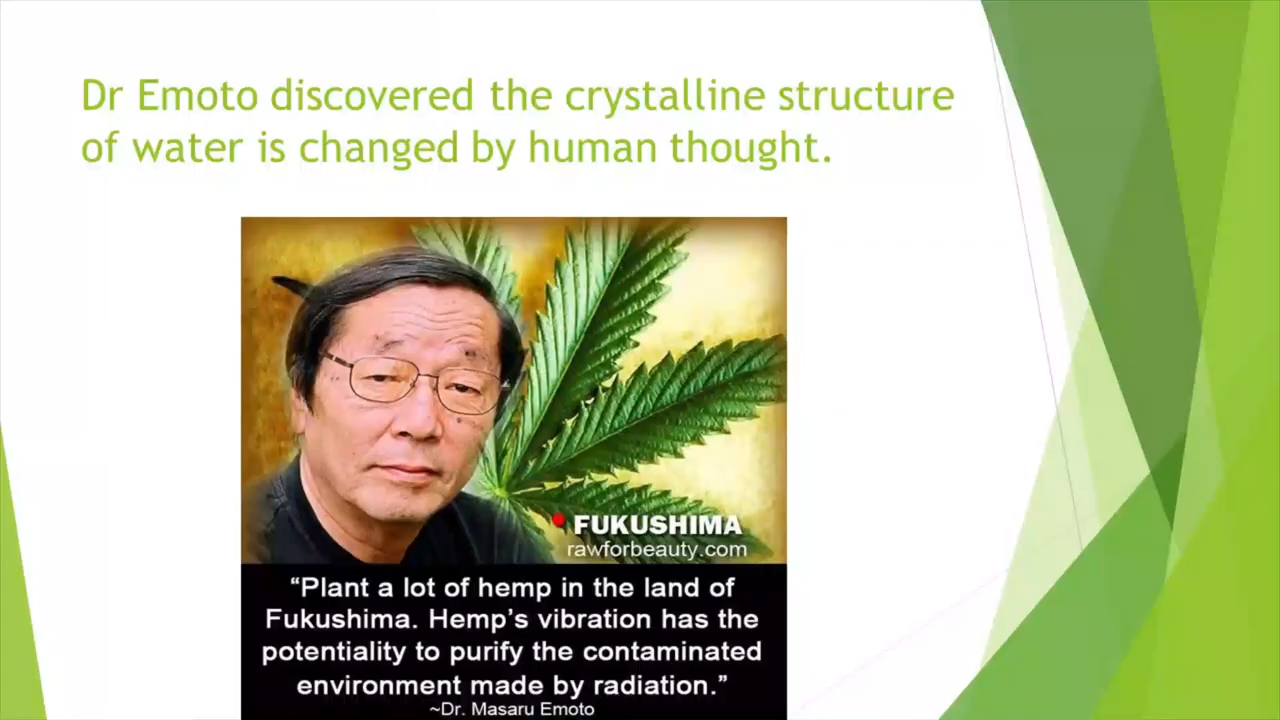 Dr Emoto discovered the crystalline structure
of water is changed by human thought.
FUKUSHIMA
rawforbeauty.com
“Plant a lot of hemp in the land of
Fukushima. Hemp’s vibration has the
potentiality to purify the contaminated
environment made by radiation.”
~Dr. Masaru Emoto